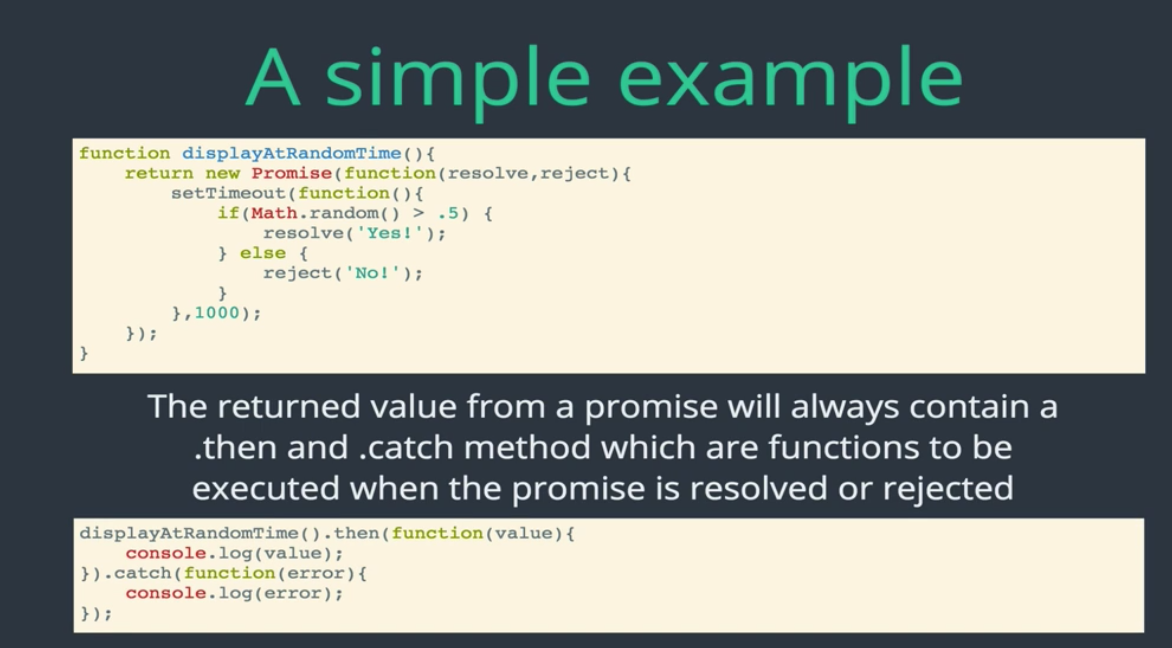 A simple example
function displayAtRandomTime(){
    return new Promise(function(resolve,reject){
        setTimeout(function(){
            if(Math.random() > .5) {
                resolve('Yes!');
            } else {
                reject('No!');
            }
        },1000);
    });
}
The returned value from a promise will always contain a
.then and .catch method which are functions to be
executed when the promise is resolved or rejected
displayAtRandomTime().then(function(value){
    console.log(value);
}).catch(function(error){
    console.log(error);
});